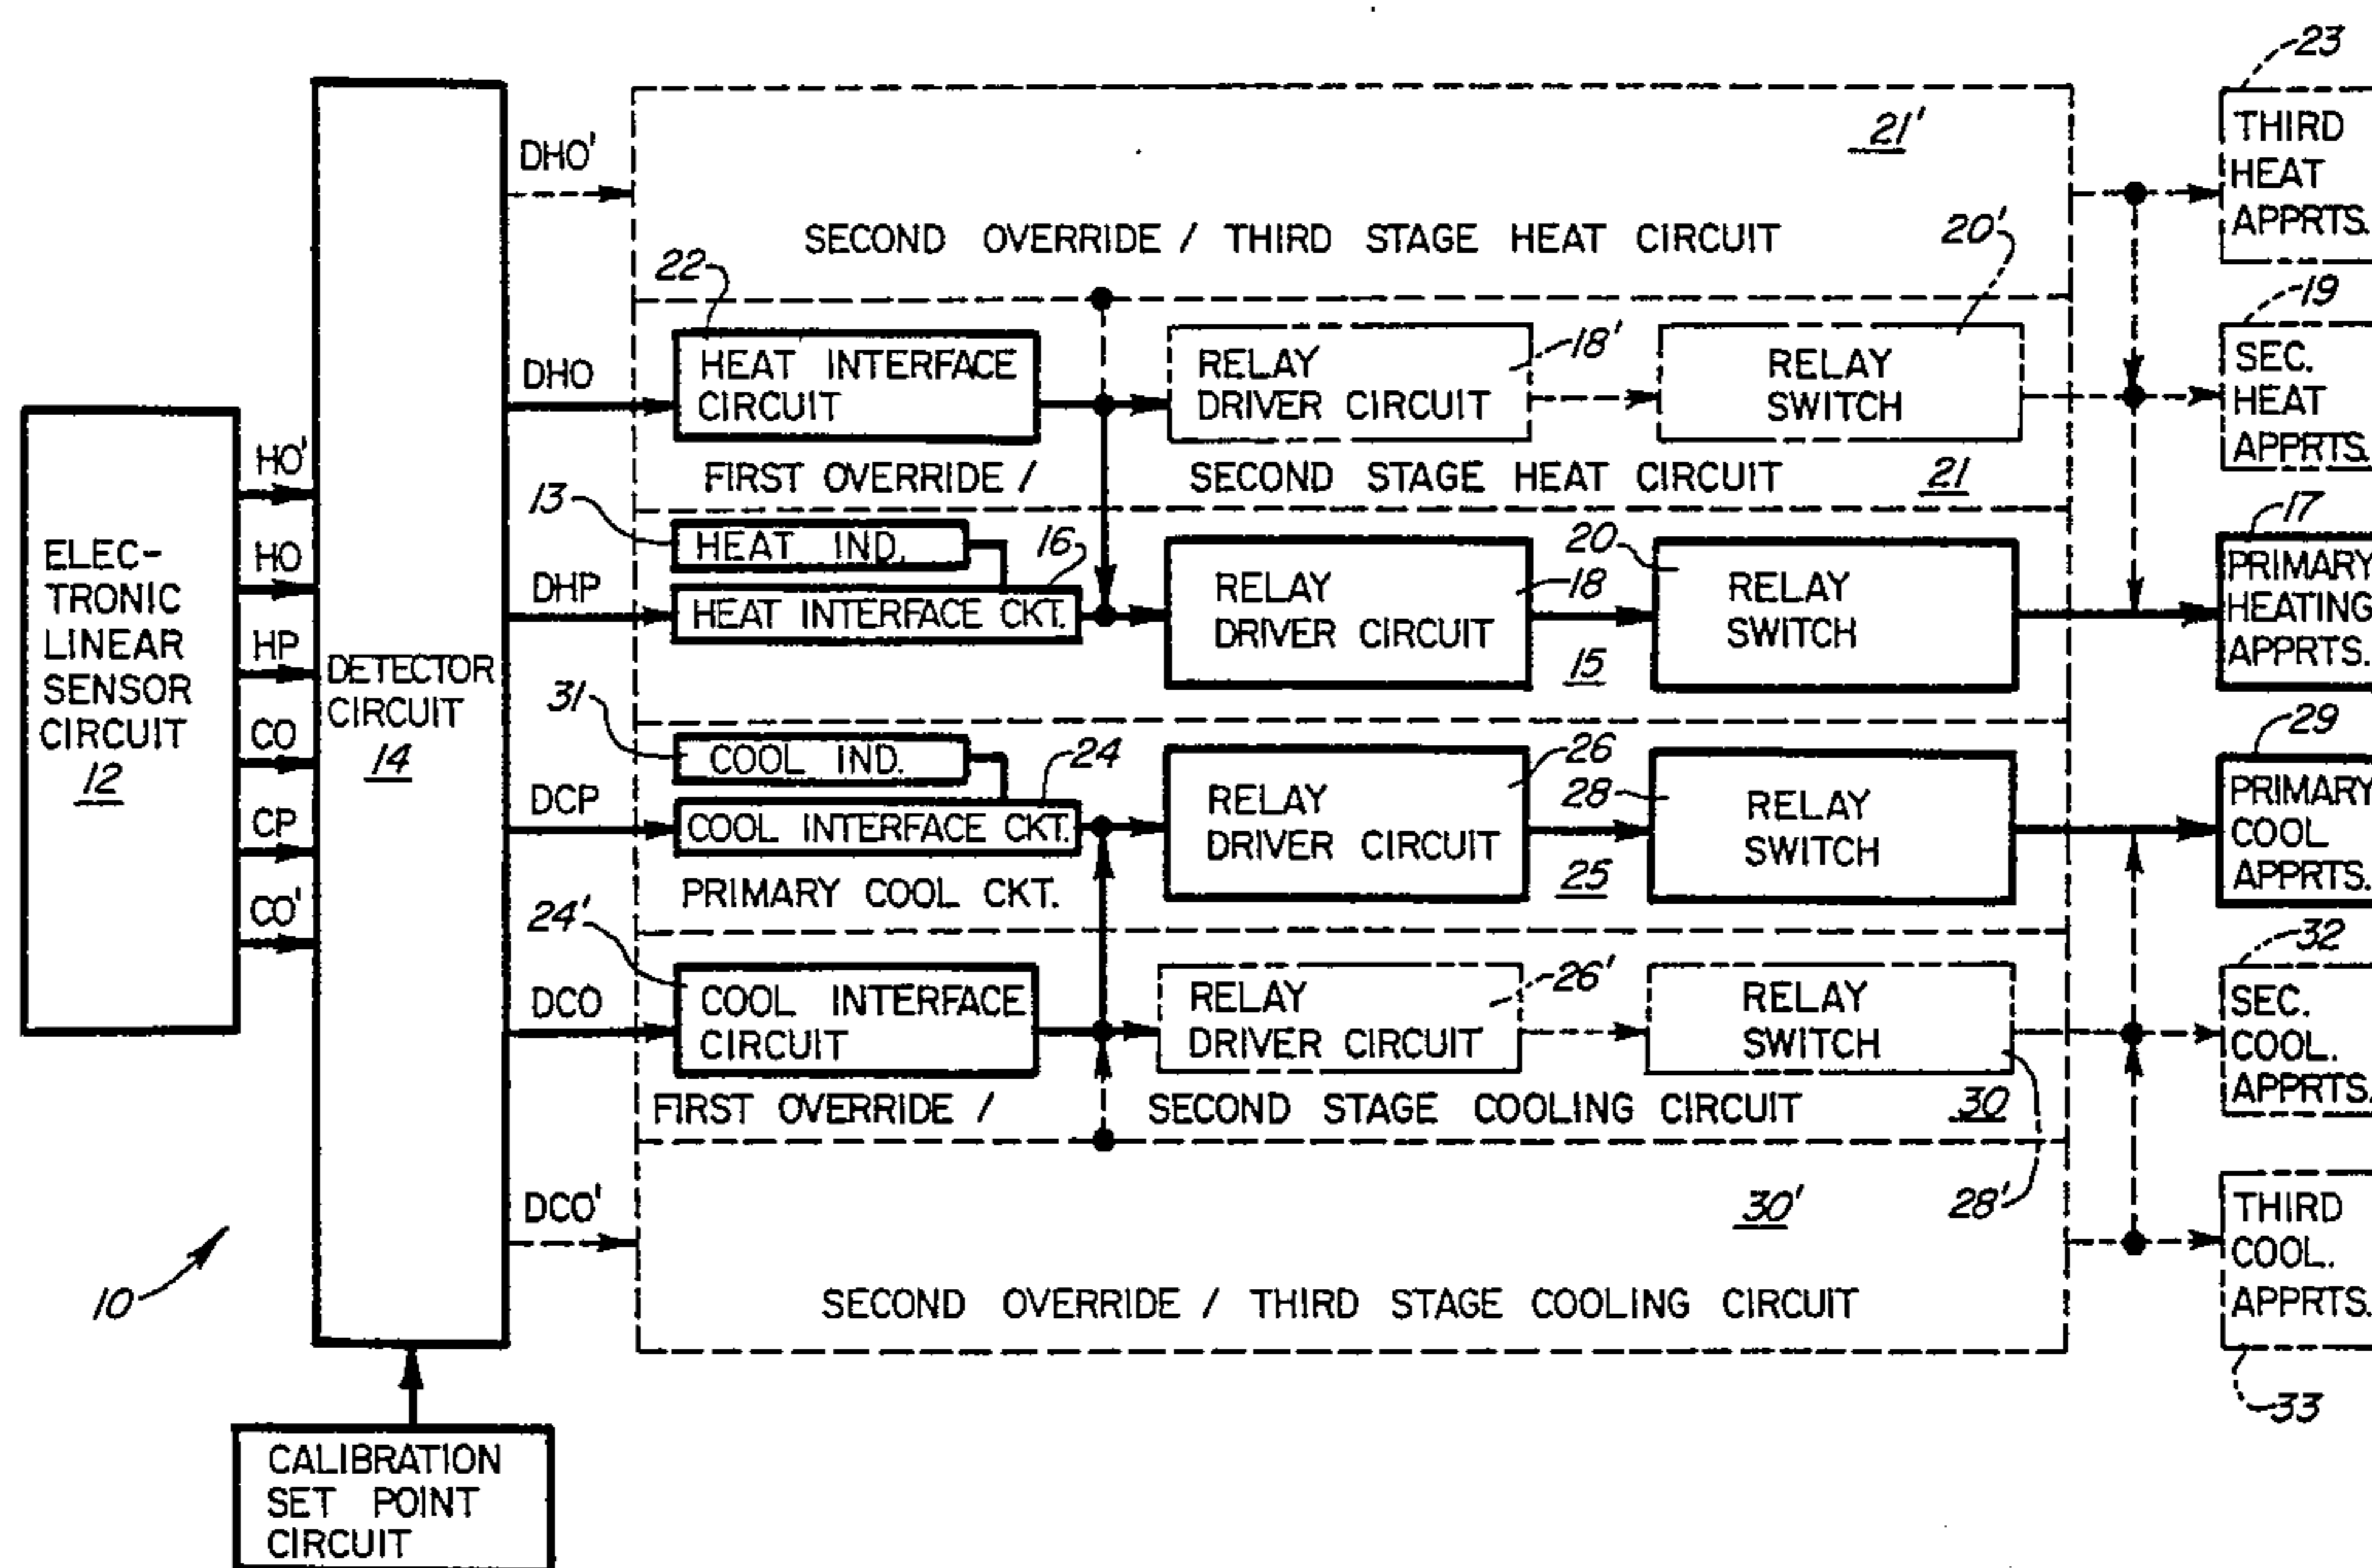 23
THIRD
HEAT
APPRTS.
21'
DHO'
SECOND OVERRIDE / THIRD STAGE HEAT CIRCUIT
20'
22
19
HEAT INTERFACE
CIRCUIT
RELAY
DRIVER CIRCUIT
18'
RELAY
SWITCH
SEC.
HEAT
APPRTS.
DHO
FIRST OVERRIDE / SECOND STAGE HEAT CIRCUIT 21
HO'
HO
HP
CO
CP
CO'
ELEC-
TRONIC
LINEAR
SENSOR
CIRCUIT
12
DETECTOR
CIRCUIT
14
13
HEAT IND.
16
DHP
HEAT INTERFACE CKT.
RELAY
DRIVER CIRCUIT
18
15
20
RELAY
SWITCH
17
PRIMARY
HEATING
APPRTS.
31
COOL IND.
24
DCP
COOL INTERFACE CKT.
PRIMARY COOL CKT.
RELAY
DRIVER CIRCUIT
26
25
28
RELAY
SWITCH
29
PRIMARY
COOL
APPRTS.
24'
DCO
COOL INTERFACE
CIRCUIT
RELAY
DRIVER CIRCUIT
26'
RELAY
SWITCH
32
SEC.
COOL.
APPRTS.
FIRST OVERRIDE / SECOND STAGE COOLING CIRCUIT 30
28'
DCO'
30'
SECOND OVERRIDE / THIRD STAGE COOLING CIRCUIT
THIRD
COOL.
APPRTS.
33
10
CALIBRATION
SET POINT
CIRCUIT